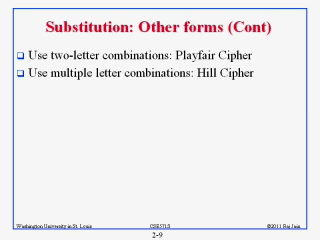 Substitution: Other forms (Cont)
Use two-letter combinations: Playfair Cipher
Use multiple letter combinations: Hill Cipher
Washington University in St. Louis CSE571S ©2011 Raj Jain
2-9